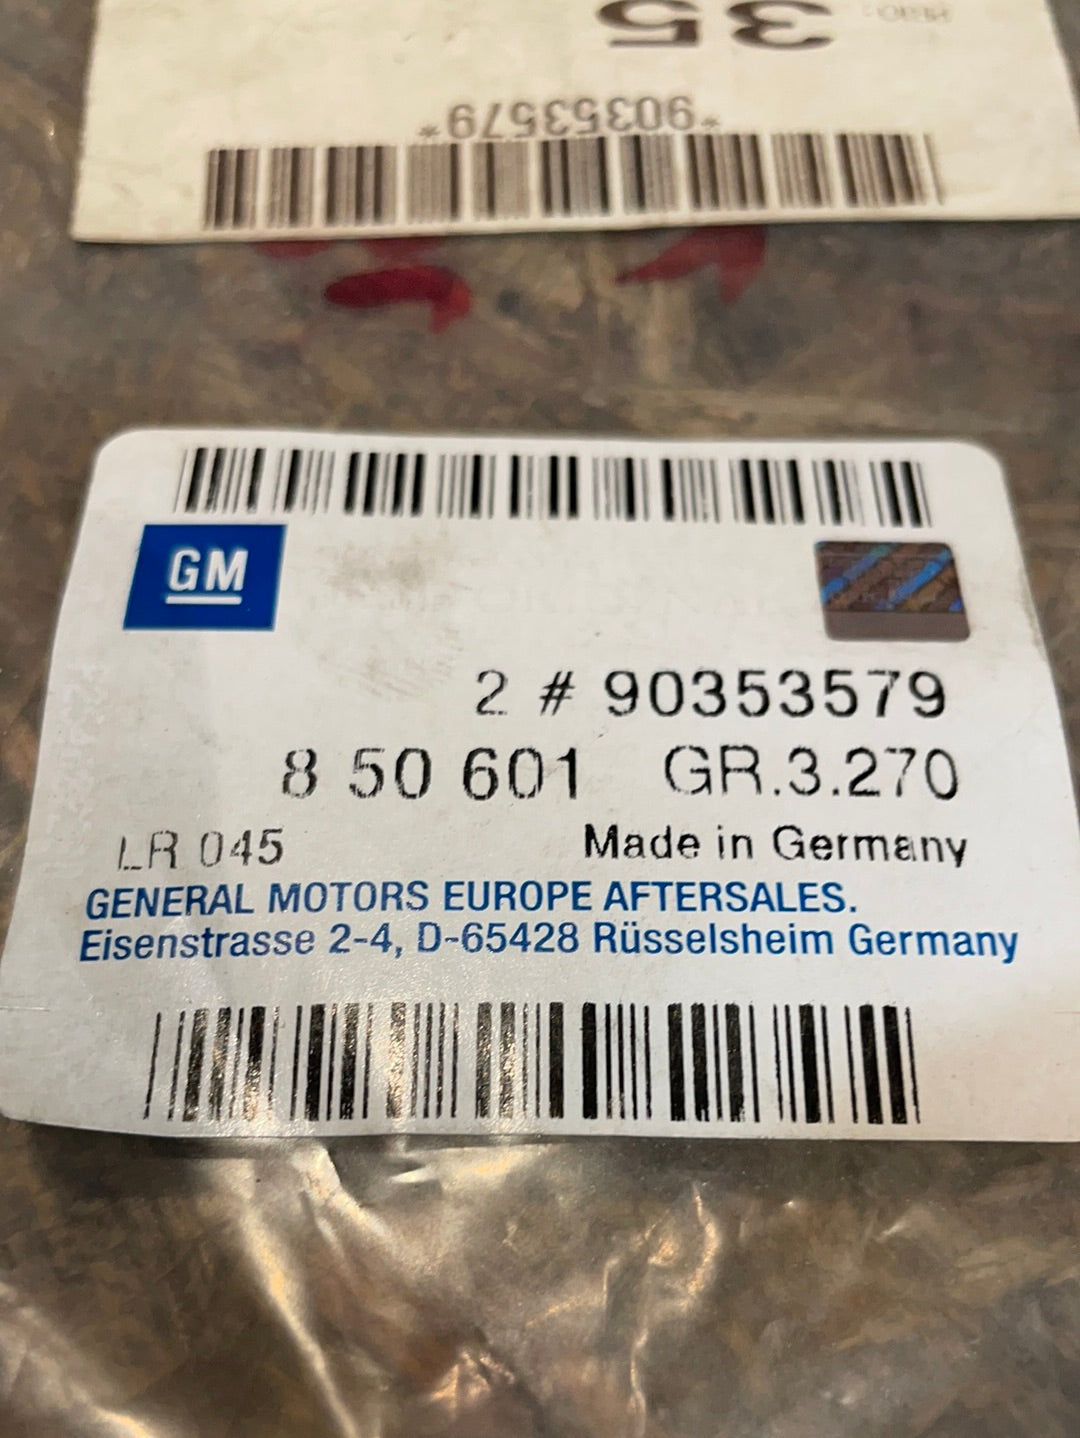 35
*90353579*
GM
2 # 90353579
8 50 601 GR.3.270
LR 045 Made in Germany
GENERAL MOTORS EUROPE AFTERSALES.
Eisenstrasse 2-4, D-65428 Rüsselsheim Germany